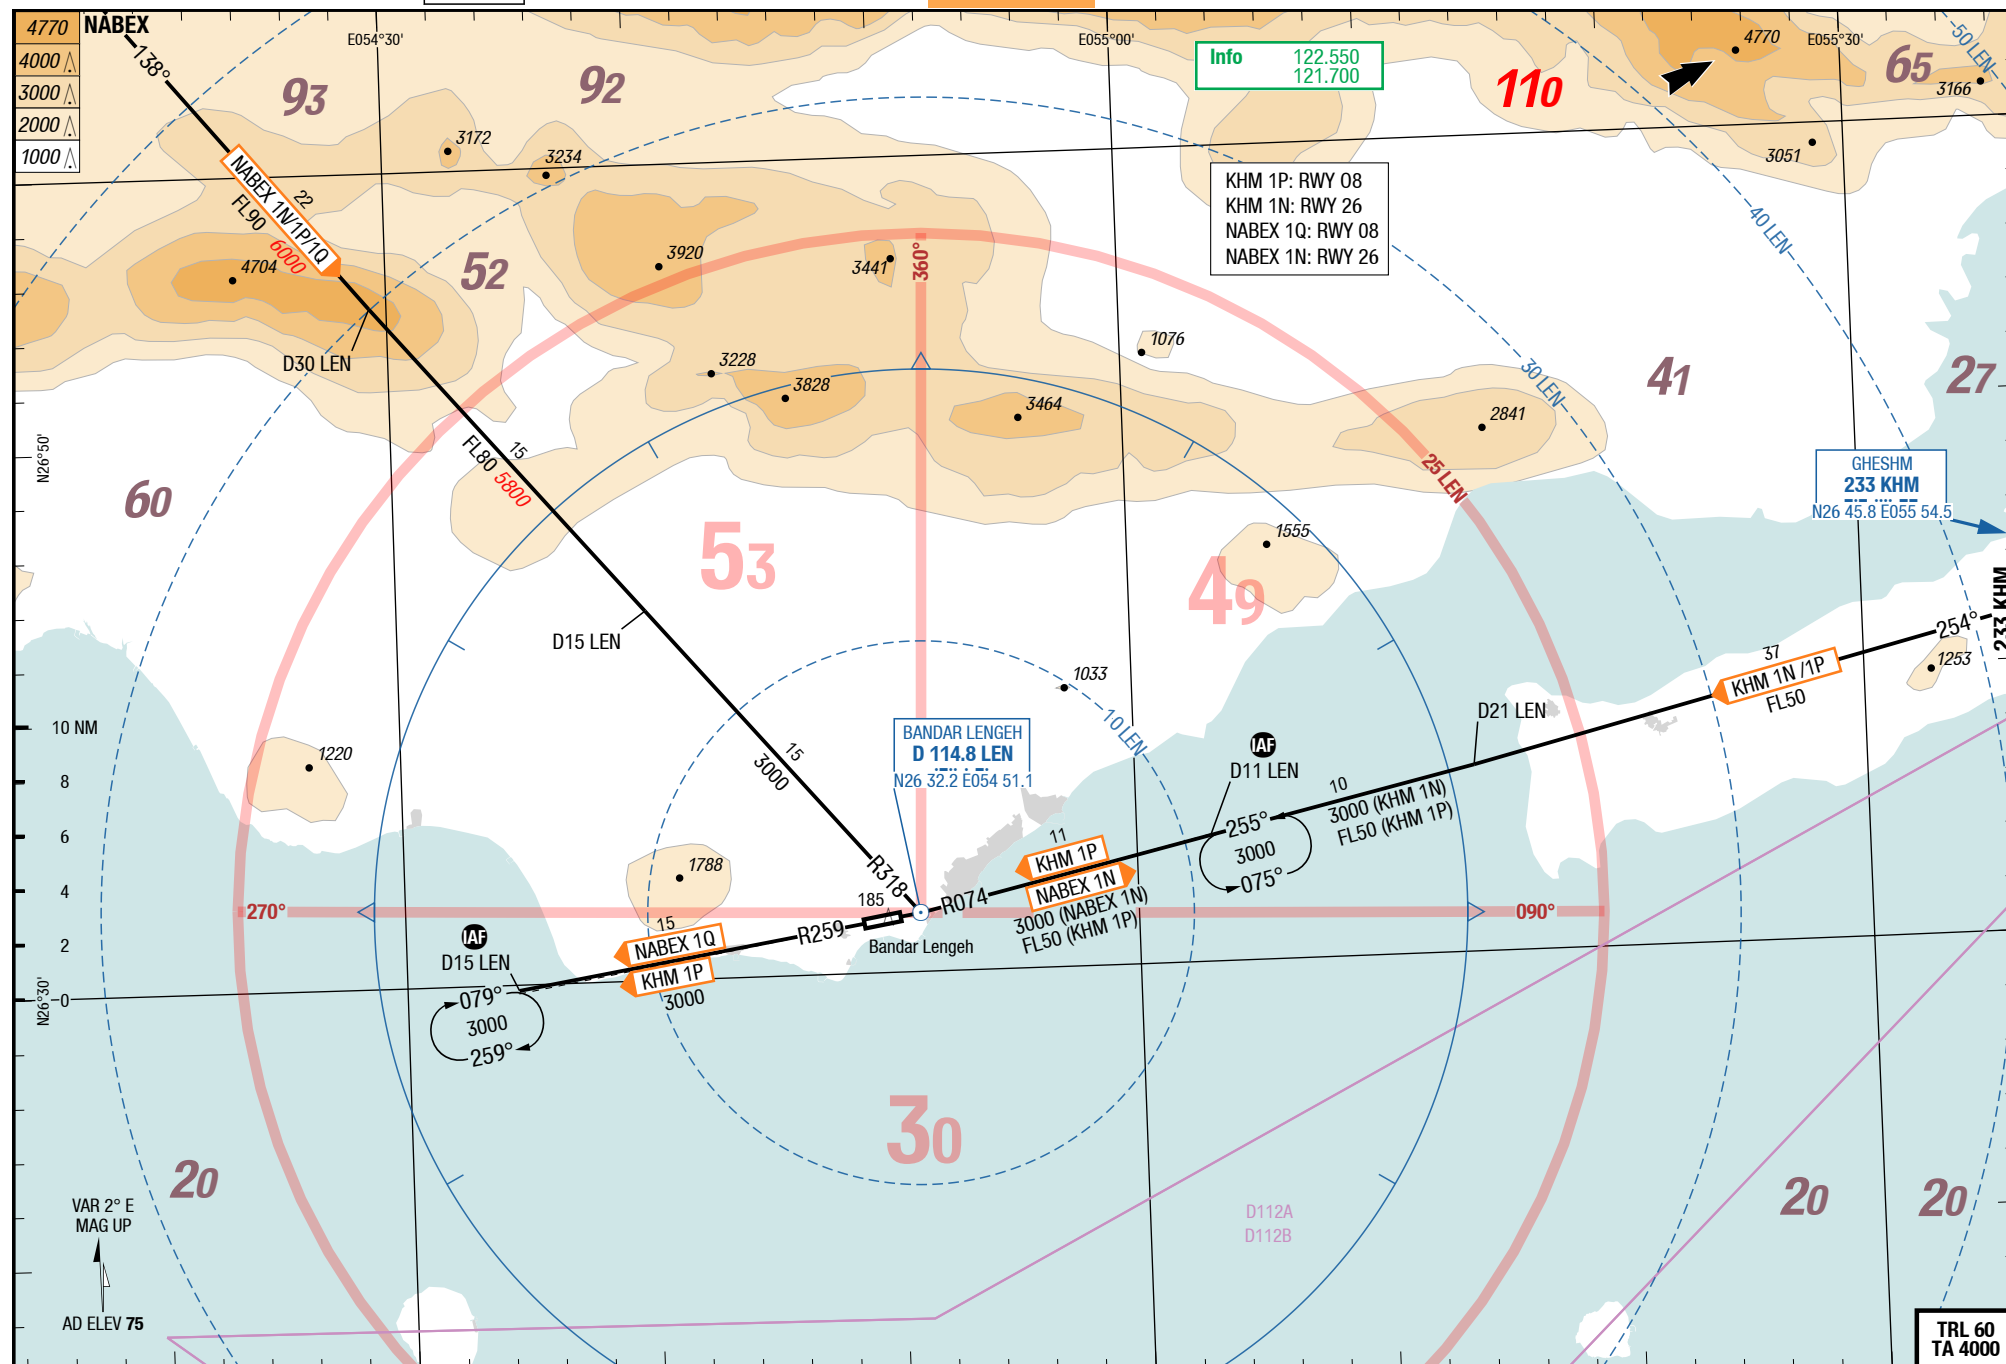 4770
4000
3000
2000
1000
NABEX
138°
E054°30'
E055°00'
E055°30'
Info 122.550
121.700
93
92
110
65
4770
3166
3051
50 LEN
40 LEN
30 LEN
3172
3234
22
NABEX 1N/1P/1Q
FL90 6000
4704
52
3920
3441
360°
KHM 1P: RWY 08
KHM 1N: RWY 26
NABEX 1Q: RWY 08
NABEX 1N: RWY 26
D30 LEN
3228
3828
3464
1076
2841
41
27
N26°50'
15
FL80 5800
60
25 LEN
GHESHM
233 KHM
N26 45.8 E055 54.5
53
49
1555
D15 LEN
1033
10 LEN
233 KHM
254°
1253
37
KHM 1N /1P
FL50
D21 LEN
10 NM
8
6
4
2
0
N26°30'
1220
15
3000
BANDAR LENGEH
D 114.8 LEN
N26 32.2 E054 51.1
IAF
D11 LEN
10
3000 (KHM 1N)
FL50 (KHM 1P)
255°
3000
075°
11
KHM 1P
NABEX 1N
3000 (NABEX 1N)
FL50 (KHM 1P)
1788
185
R318
R074
R259
270°
090°
Bandar Lengeh
IAF
D15 LEN
15
NABEX 1Q
KHM 1P
3000
079°
3000
259°
30
20
20
20
D112A
D112B
VAR 2° E
MAG UP
AD ELEV 75
TRL 60
TA 4000